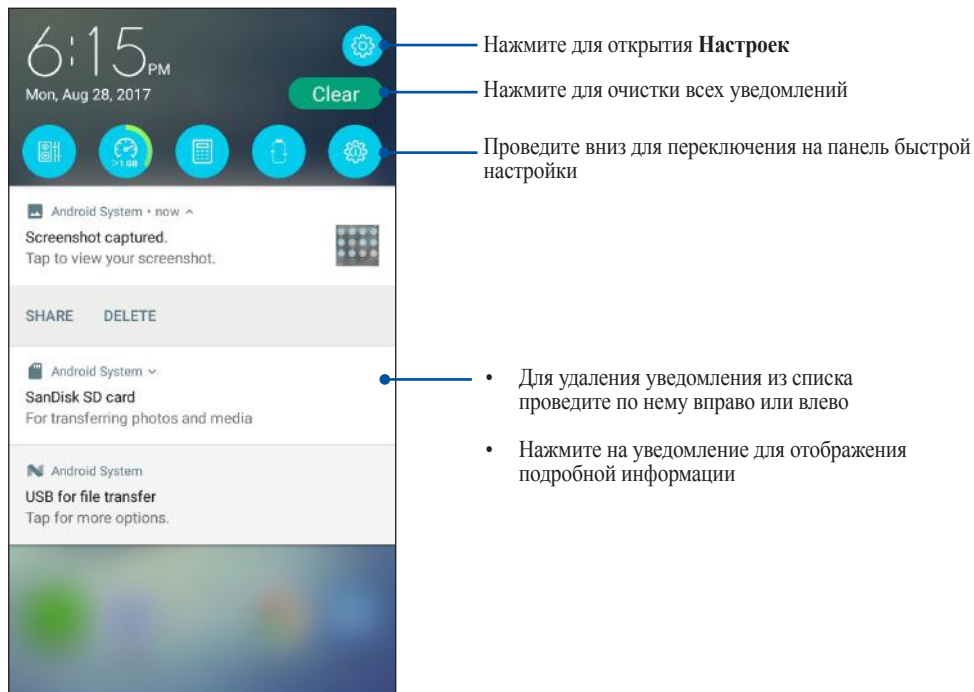 6:15PM
Mon, Aug 28, 2017
Clear
>1 GB
Android System • now
Screenshot captured.
Tap to view your screenshot.
SHARE DELETE
Android System
SanDisk SD card
For transferring photos and media
Android System
USB for file transfer
Tap for more options.
Нажмите для открытия Настроек
Нажмите для очистки всех уведомлений
Проведите вниз для переключения на панель быстрой
настройки
• Для удаления уведомления из списка
проведите по нему вправо или влево
• Нажмите на уведомление для отображения
подробной информации